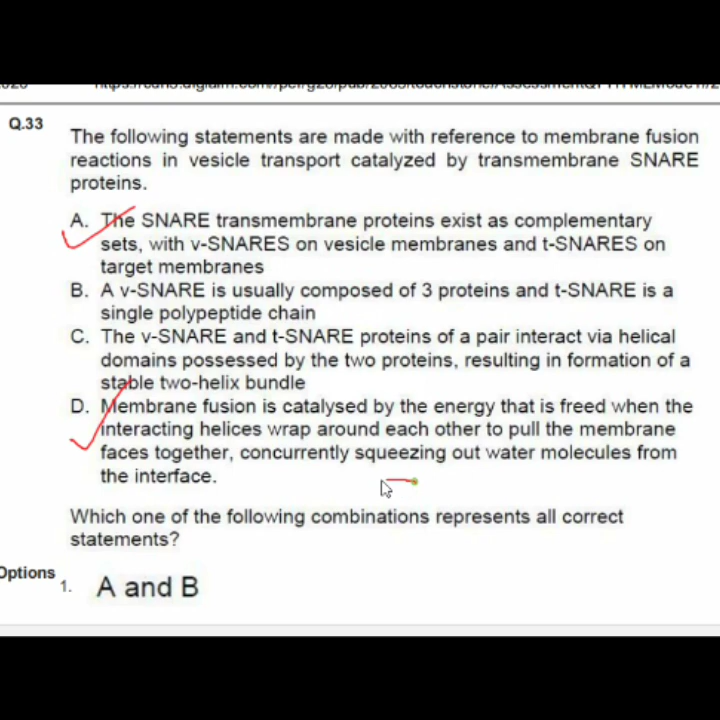 Q.33
The following statements are made with reference to membrane fusion
reactions in vesicle transport catalyzed by transmembrane SNARE
proteins.
A. The SNARE transmembrane proteins exist as complementary
sets, with v-SNARES on vesicle membranes and t-SNARES on
target membranes
B. A v-SNARE is usually composed of 3 proteins and t-SNARE is a
single polypeptide chain
C. The v-SNARE and t-SNARE proteins of a pair interact via helical
domains possessed by the two proteins, resulting in formation of a
stable two-helix bundle
D. Membrane fusion is catalysed by the energy that is freed when the
interacting helices wrap around each other to pull the membrane
faces together, concurrently squeezing out water molecules from
the interface.
Which one of the following combinations represents all correct
statements?
Options
1. A and B